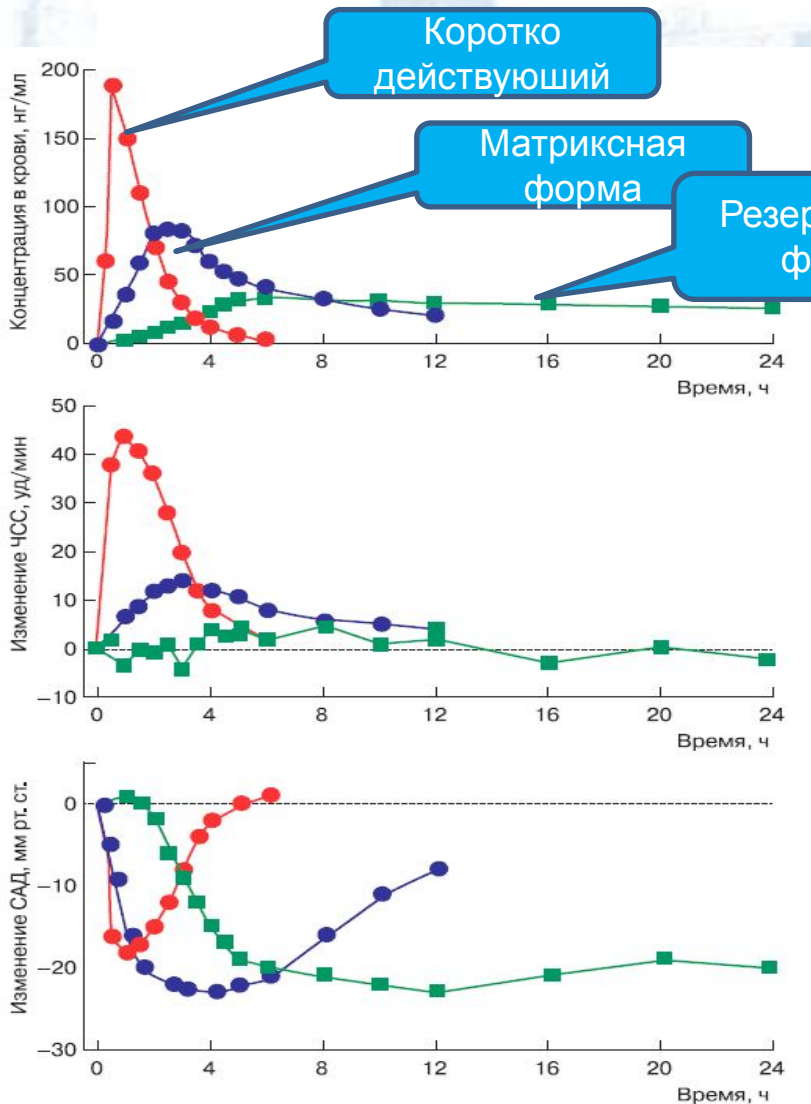 Коротко
действуюший
Матриксная
форма
Резер
ф
Концентрация в крови, нг/мл
200
150
100
50
0
0 4 8 12 16 20 24
Время, ч
Изменение ЧСС, уд/мин
50
40
30
20
10
0
–10
0 4 8 12 16 20 24
Время, ч
Изменение САД, мм рт. ст.
0
–10
–20
–30
0 4 8 12 16 20 24
Время, ч